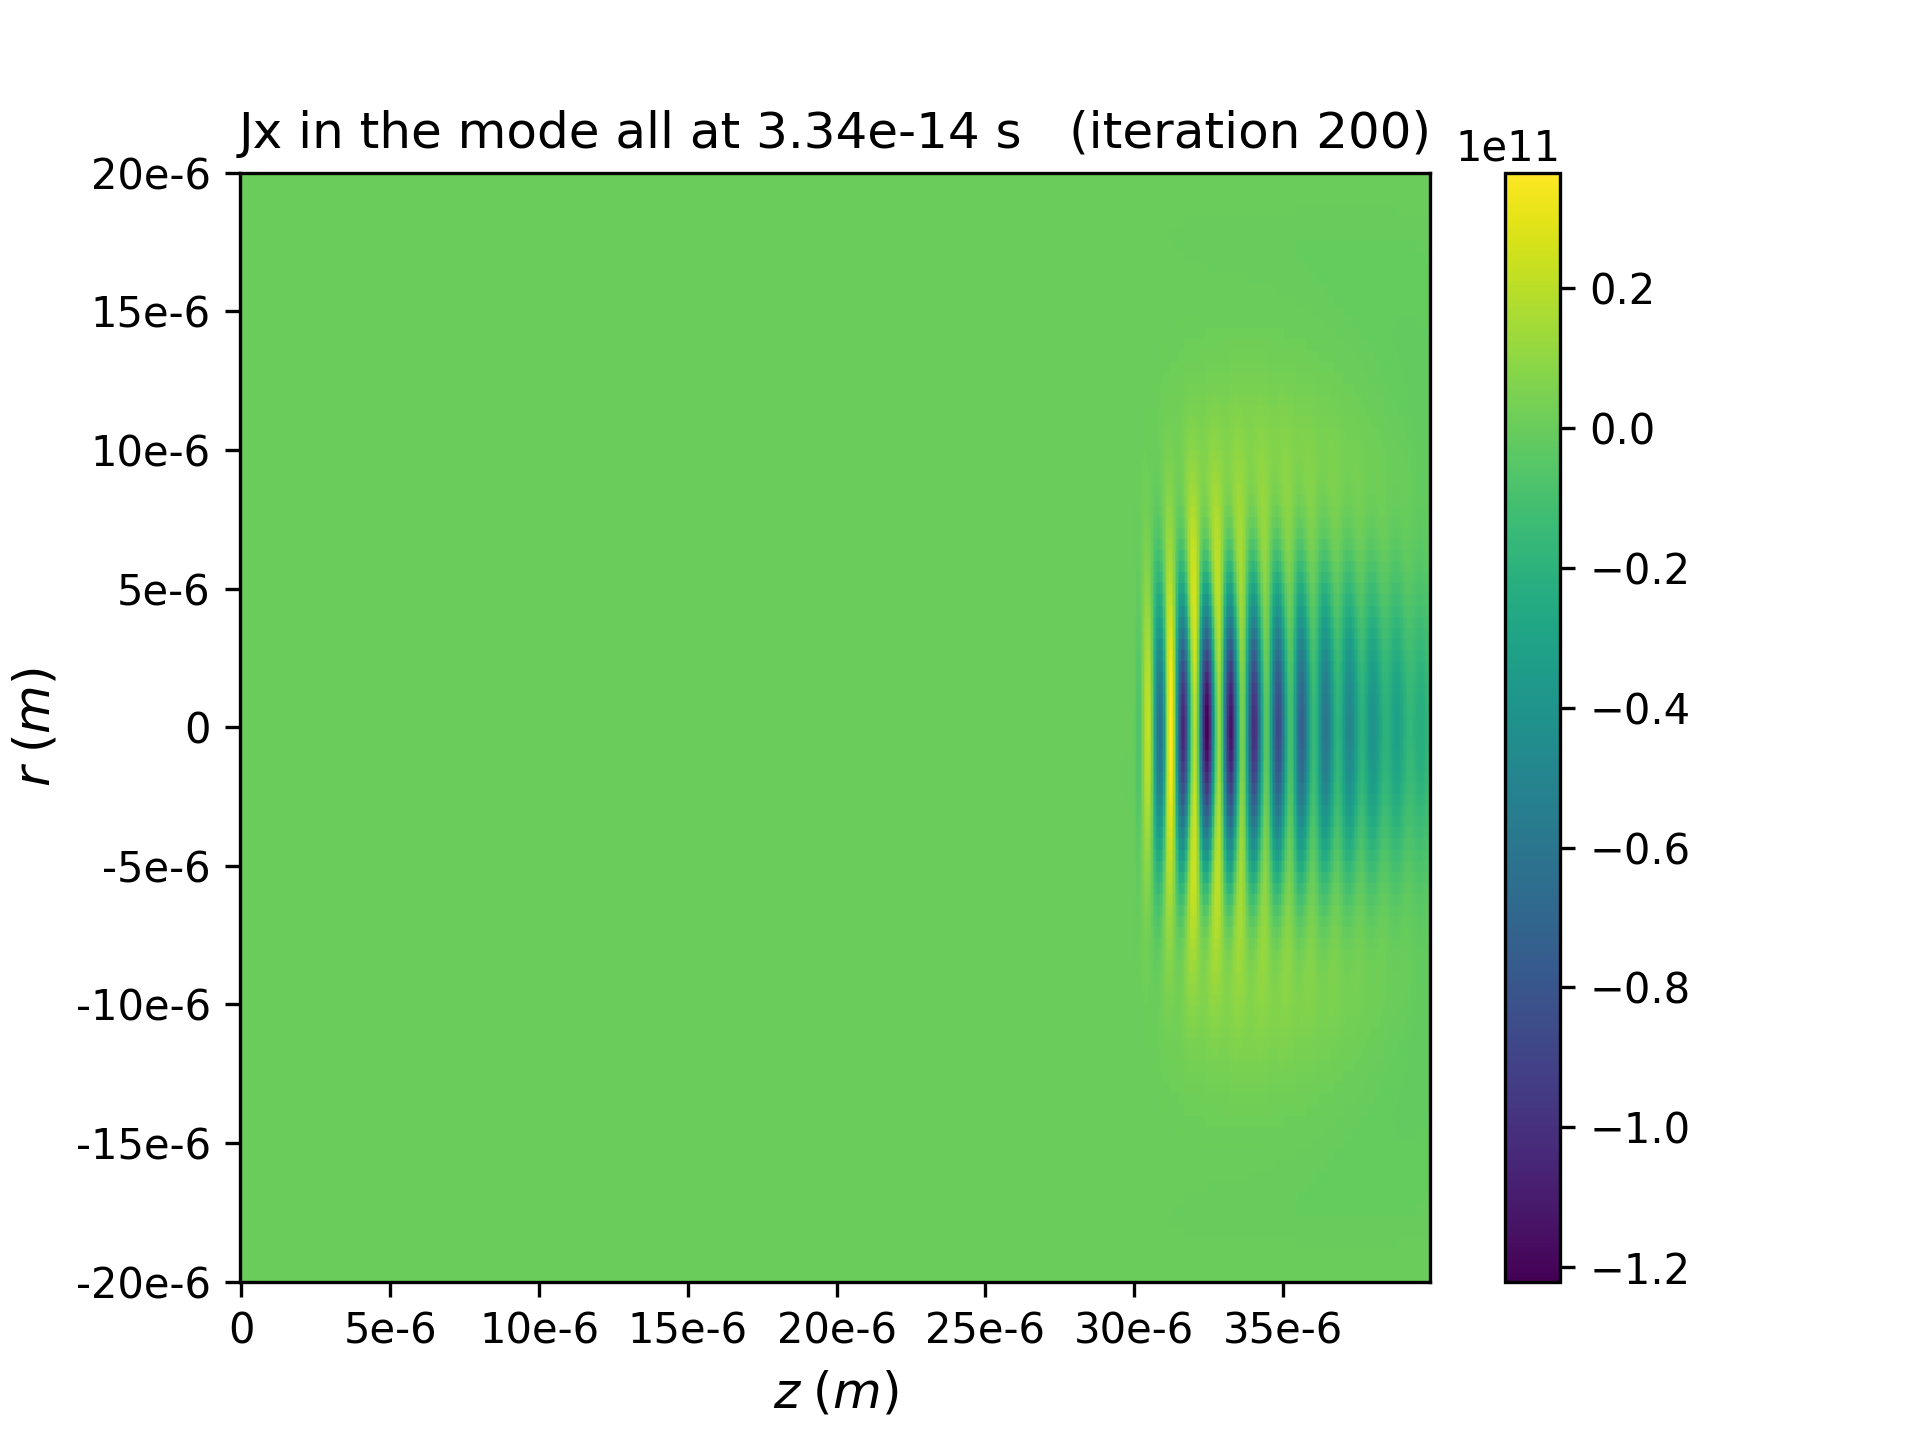 Jx in the mode all at 3.34e-14 s (iteration 200)
1e11
20e-6
15e-6
10e-6
5e-6
0
-5e-6
-10e-6
-15e-6
-20e-6
r (m)
0 5e-6 10e-6 15e-6 20e-6 25e-6 30e-6 35e-6
z (m)
0.2
0.0
−0.2
−0.4
−0.6
−0.8
−1.0
−1.2